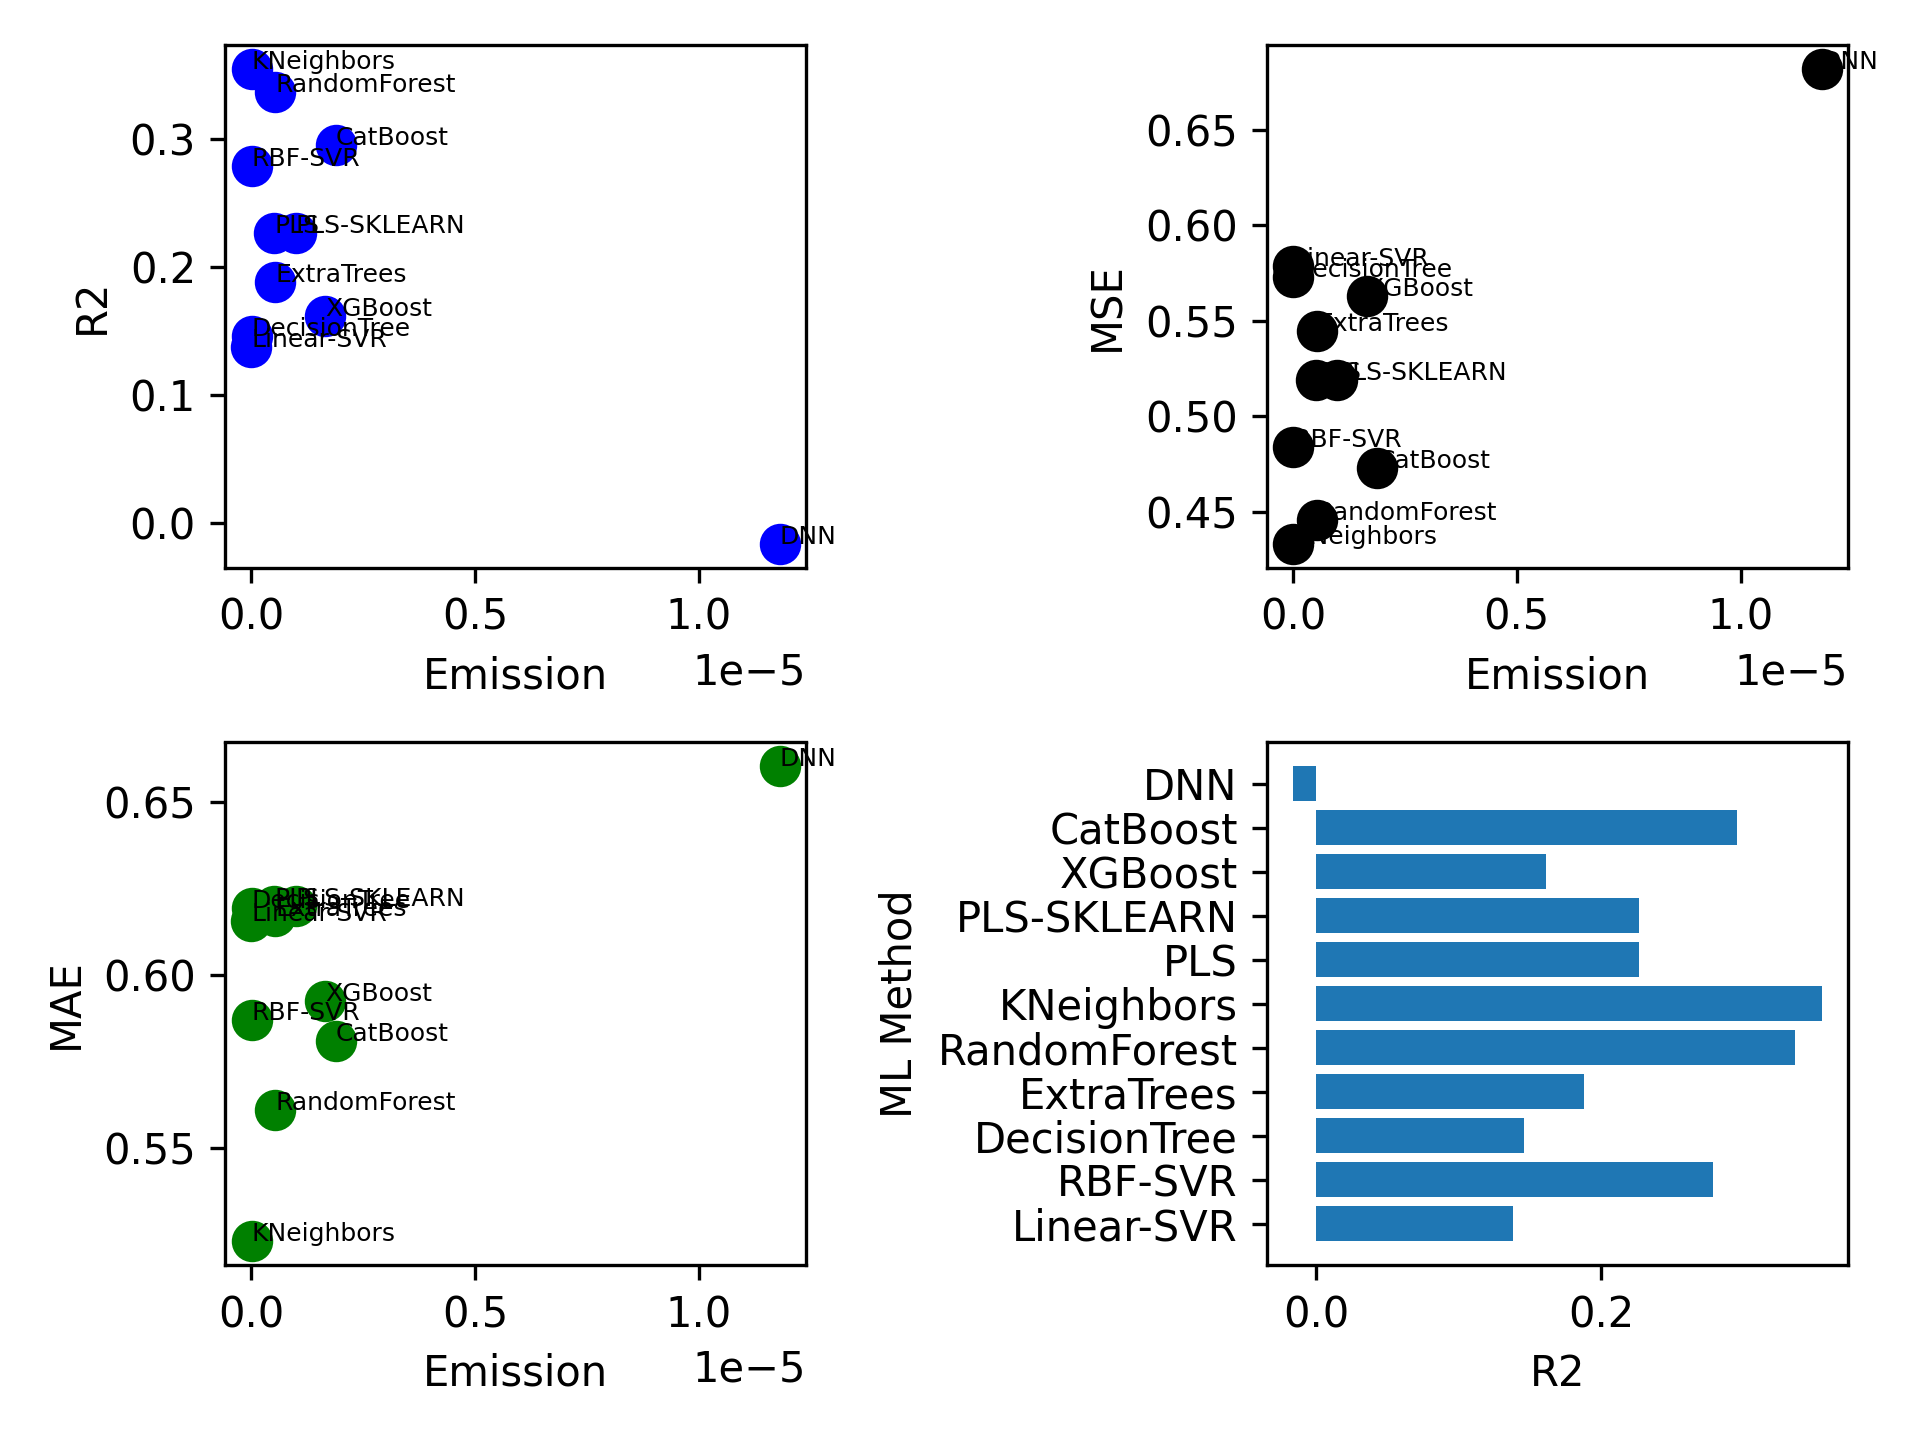 KNeighbors
RandomForest
CatBoost
RBF-SVR
PLS
PLS-SKLEARN
ExtraTrees
XGBoost
DecisionTree
Linear-SVR
DNN
R2
0.3
0.2
0.1
0.0
0.0 0.5 1.0
Emission
1e−5
DNN
Linear-SVR
DecisionTree
XGBoost
ExtraTrees
PLS-SKLEARN
RBF-SVR
CatBoost
RandomForest
KNeighbors
MSE
0.65
0.60
0.55
0.50
0.45
0.0 0.5 1.0
Emission
1e−5
DNN
PLS
PLS-SKLEARN
DecisionTree
ExtraTrees
Linear-SVR
XGBoost
RBF-SVR
CatBoost
RandomForest
KNeighbors
MAE
0.65
0.60
0.55
0.0 0.5 1.0
Emission
1e−5
ML Method
DNN
CatBoost
XGBoost
PLS-SKLEARN
PLS
KNeighbors
RandomForest
ExtraTrees
DecisionTree
RBF-SVR
Linear-SVR
0.0 0.2
R2